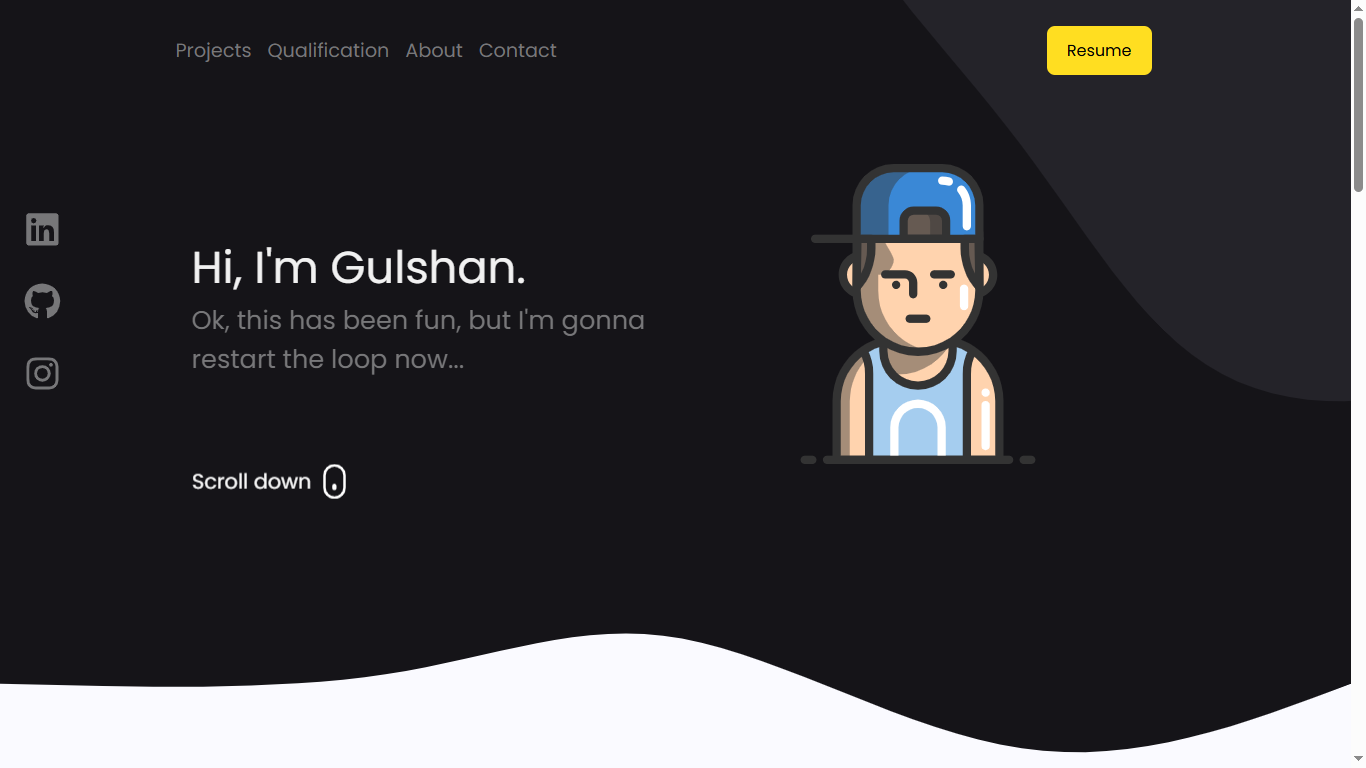 Projects Qualification About Contact Resume
Hi, I'm Gulshan.
Ok, this has been fun, but I'm gonna
restart the loop now...
Scroll down